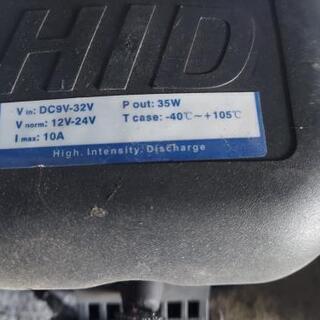 HID
V in: DC9V-32V P out: 35W
V norm: 12V-24V T case: -40℃～+105℃
I max: 10A
High. Intensity. Discharge